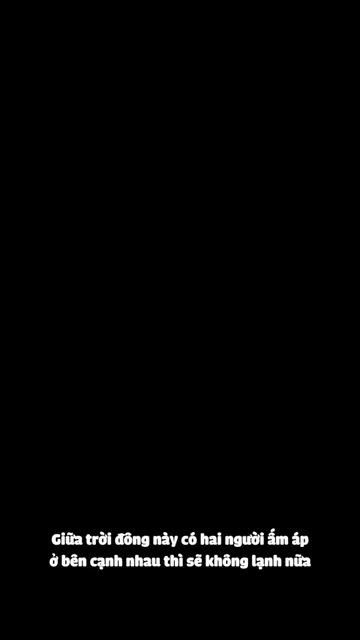 Giữa trời đông này có hai người ấm áp
ở bên cạnh nhau thì sẽ không lạnh nữa